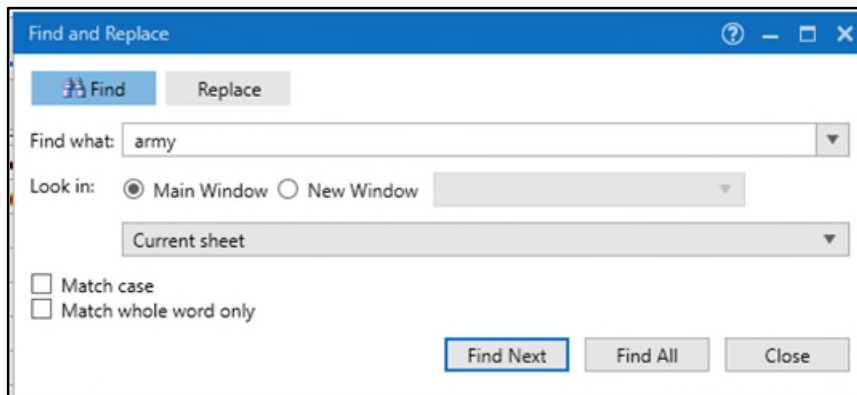 Find and Replace
Find Replace
Find what: army
Look in: Main Window New Window
Current sheet
Match case
Match whole word only
Find Next Find All Close